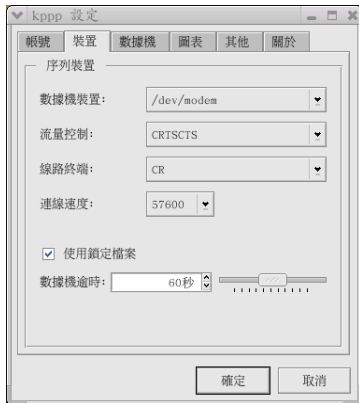 kppp 設定
帳號 裝置 數據機 圖表 其他 關於
序列裝置
數據機裝置: /dev/modem
流量控制: CRTSCTS
線路終端: CR
連線速度: 57600
使用鎖定檔案
數據機逾時: 60秒
確定 取消